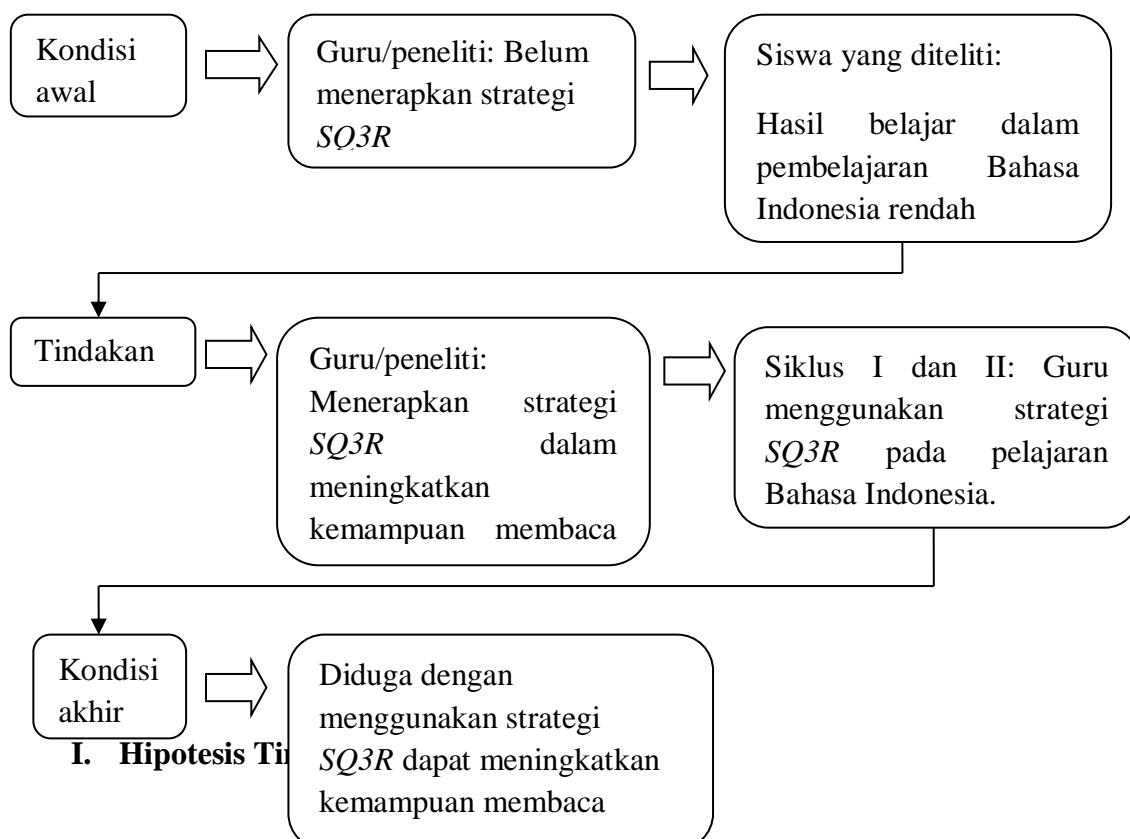 Kondisi
awal
Guru/peneliti: Belum
menerapkan strategi
SQ3R
Siswa yang diteliti:
Hasil belajar dalam
pembelajaran Bahasa
Indonesia rendah
Tindakan
Guru/peneliti:
Menerapkan strategi
SQ3R dalam
meningkatkan
kemampuan membaca
Siklus I dan II: Guru
menggunakan strategi
SQ3R pada pelajaran
Bahasa Indonesia.
Kondisi
akhir
Diduga dengan
menggunakan strategi
SQ3R dapat meningkatkan
kemampuan membaca
I. Hipotesis